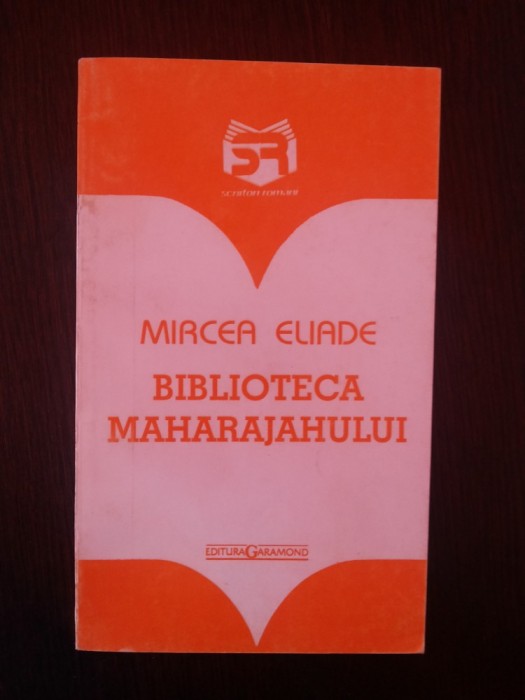 SR
scriitori români
MIRCEA ELIADE
BIBLIOTECA
MAHARAJAHULUI
EDITURA GARAMOND